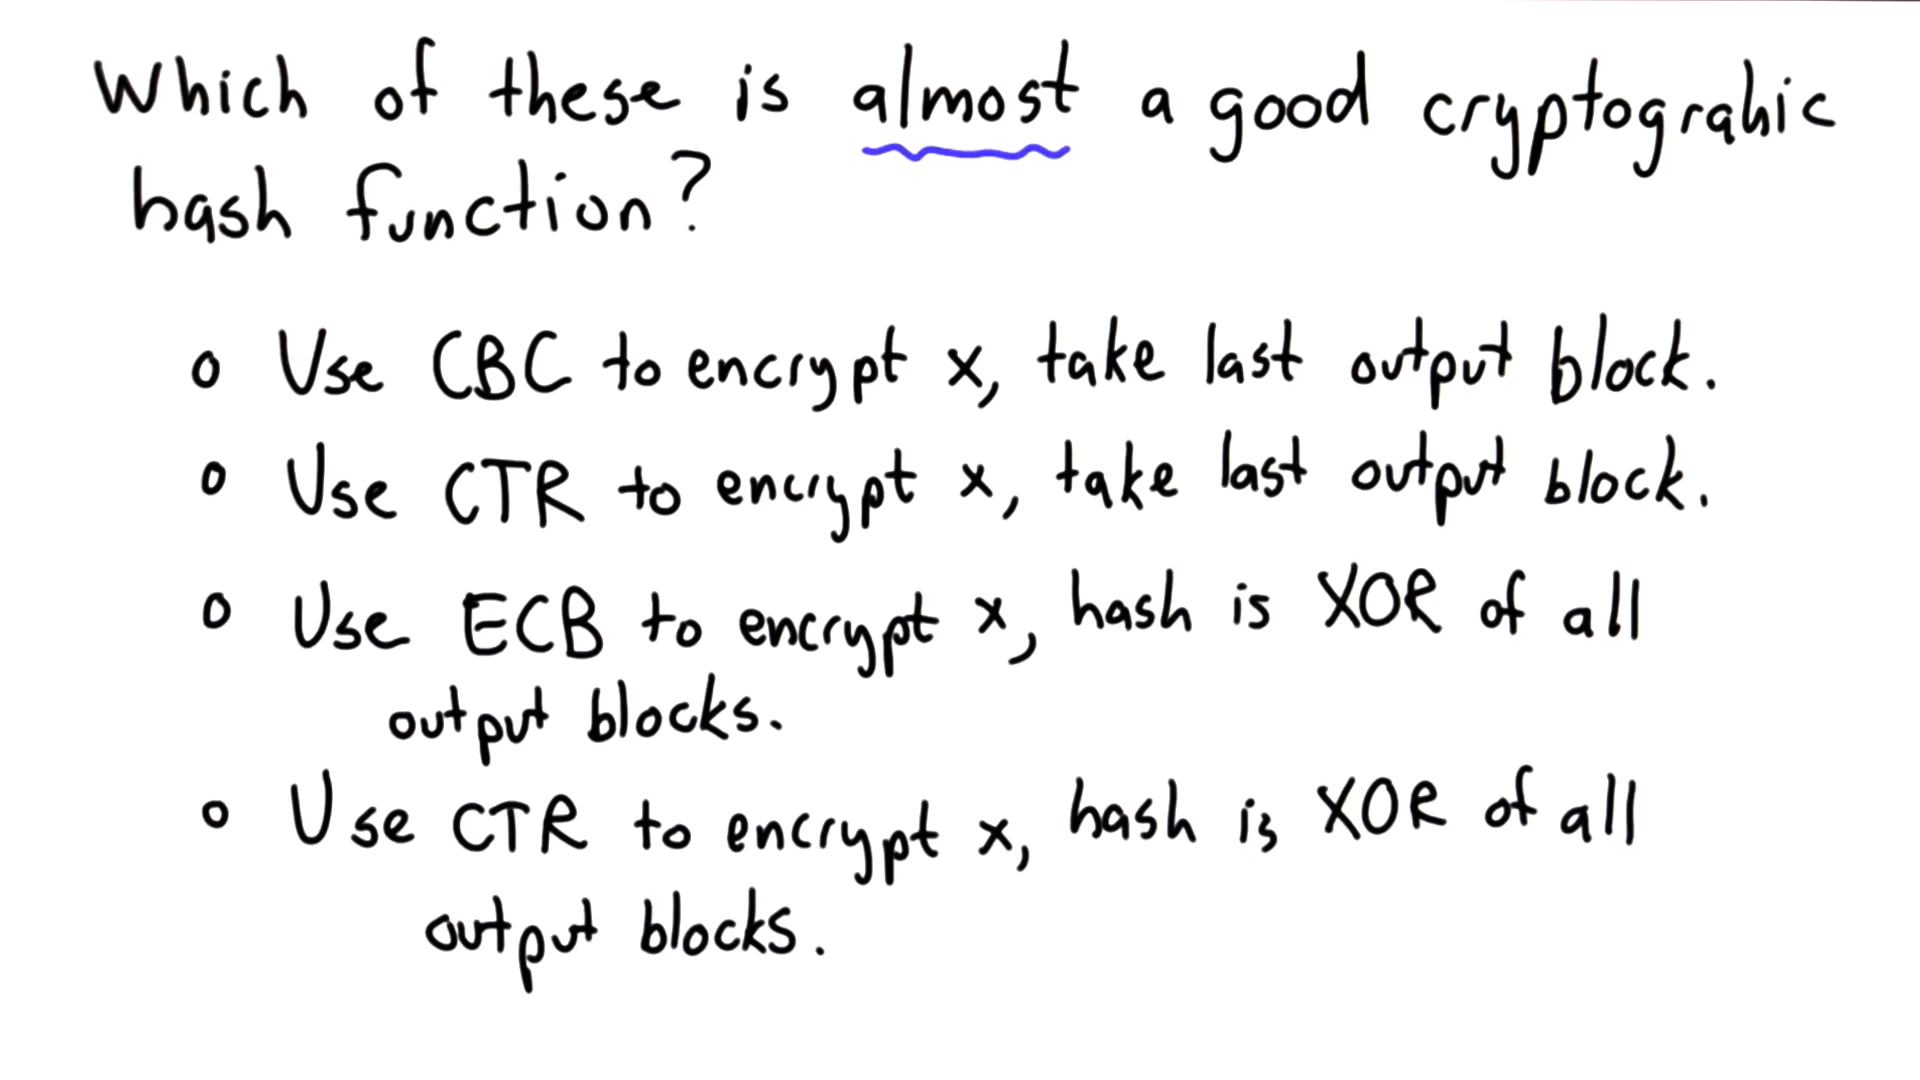 Which of these is almost a good cryptograhic
hash function?
o Use CBC to encrypt x, take last output block.
o Use CTR to encrypt x, take last output block.
o Use ECB to encrypt x, hash is XOR of all
output blocks.
o Use CTR to encrypt x, hash is XOR of all
output blocks.